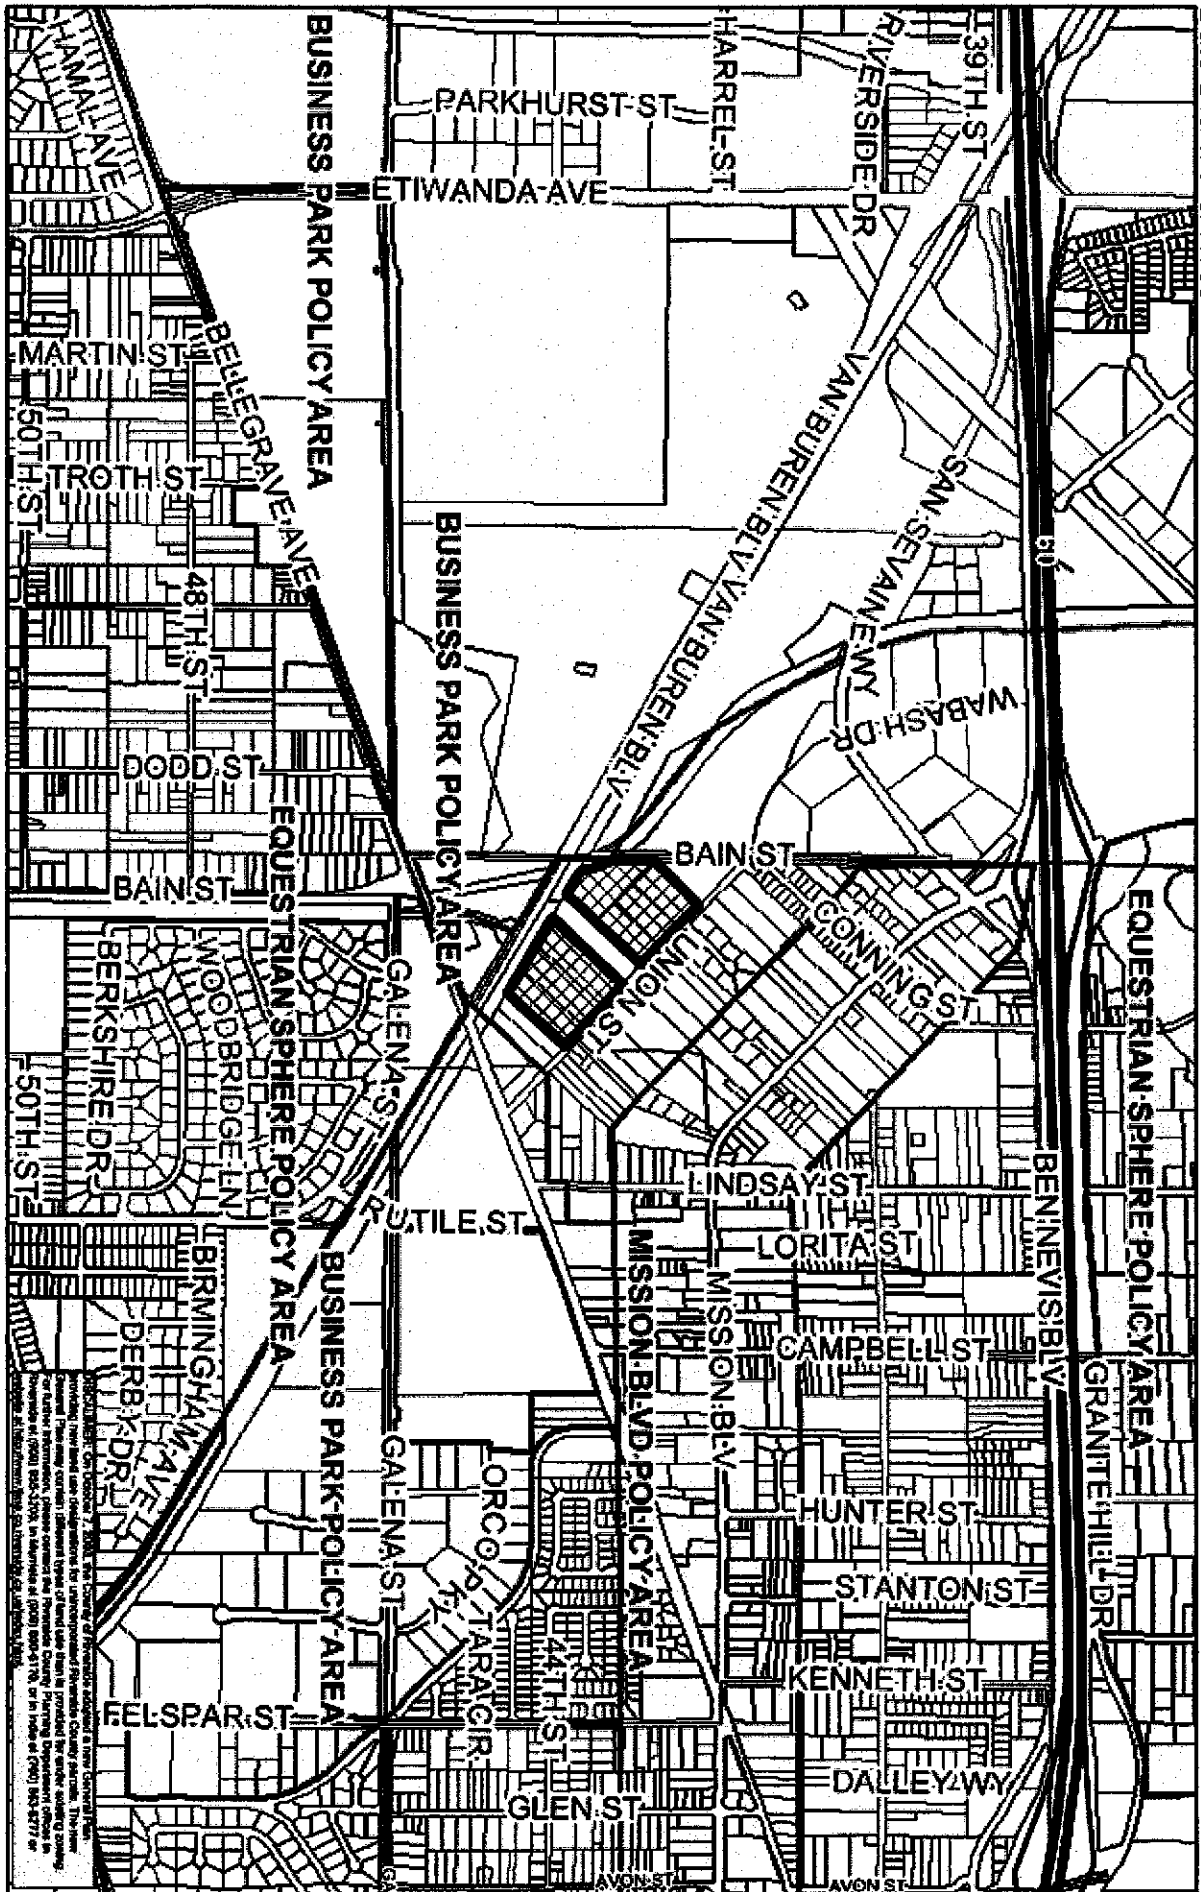 39TH ST
RIVERSIDE DR
HARREL ST
PARKHURST ST
ETIWANDA AVE
BUSINESS PARK POLICY AREA
HAMAL AVE
MARTIN ST
50TH ST
TROTH ST
48TH ST
BELLEGRAVE AVE
DODD ST
BAIN ST
60
VAN BUREN BLV
VAN BUREN BLV
VAN BUREN BLV
SAN SEVAINE WY
WABASH DR
BUSINESS PARK POLICY AREA
BAIN ST
EQUESTRIAN SPHERE POLICY AREA
CONNING ST
UNION ST
GALENA ST
WOODBRIDGE LN
BERKSHIRE DR
50TH ST
EQUESTRIAN SPHERE POLICY AREA
BEN NEVIS BLV
LINDSAY ST
LORITA ST
RUTILE ST
MISSION BLV
MISSION BLVD POLICY AREA
BIRMINGHAM AVE
DERBY DR
CAMPBELL ST
GRANITE HILL DR
BUSINESS PARK POLICY AREA
GALENA ST
HUNTER ST
STANTON ST
KENNETH ST
DALLEY WY
ORCO PY
TARA CIR
44TH ST
FELSPAR ST
GLEN ST
AVON ST
AVON ST
GA